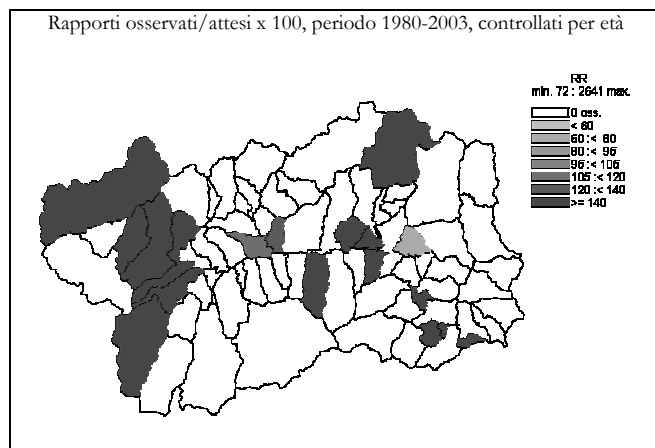 Rapporti osservati/attesi x 100, periodo 1980-2003, controllati per età
RR
min. 72 : 2641 max.
0 oss.
< 60
60 :< 80
80 :< 95
95 :< 105
105 :< 120
120 :< 140
>= 140